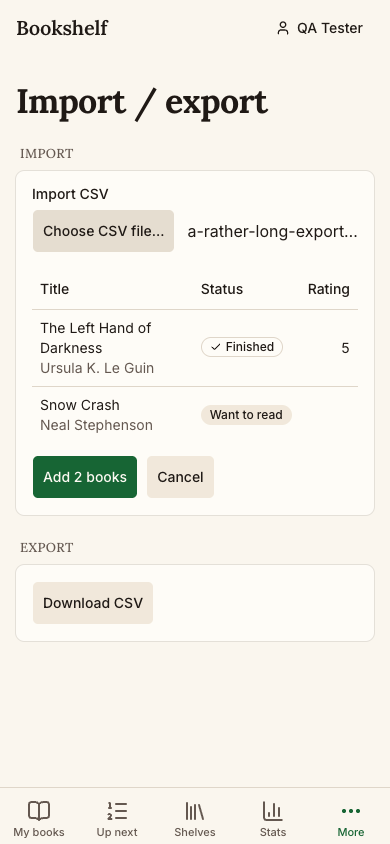 Bookshelf
QA Tester
Import / export
IMPORT
Import CSV
Choose CSV file...
a-rather-long-export...
Title Status Rating
The Left Hand of
Darkness
Ursula K. Le Guin
Finished
5
Snow Crash
Neal Stephenson
Want to read
Add 2 books
Cancel
EXPORT
Download CSV
My books
Up next
Shelves
Stats
More